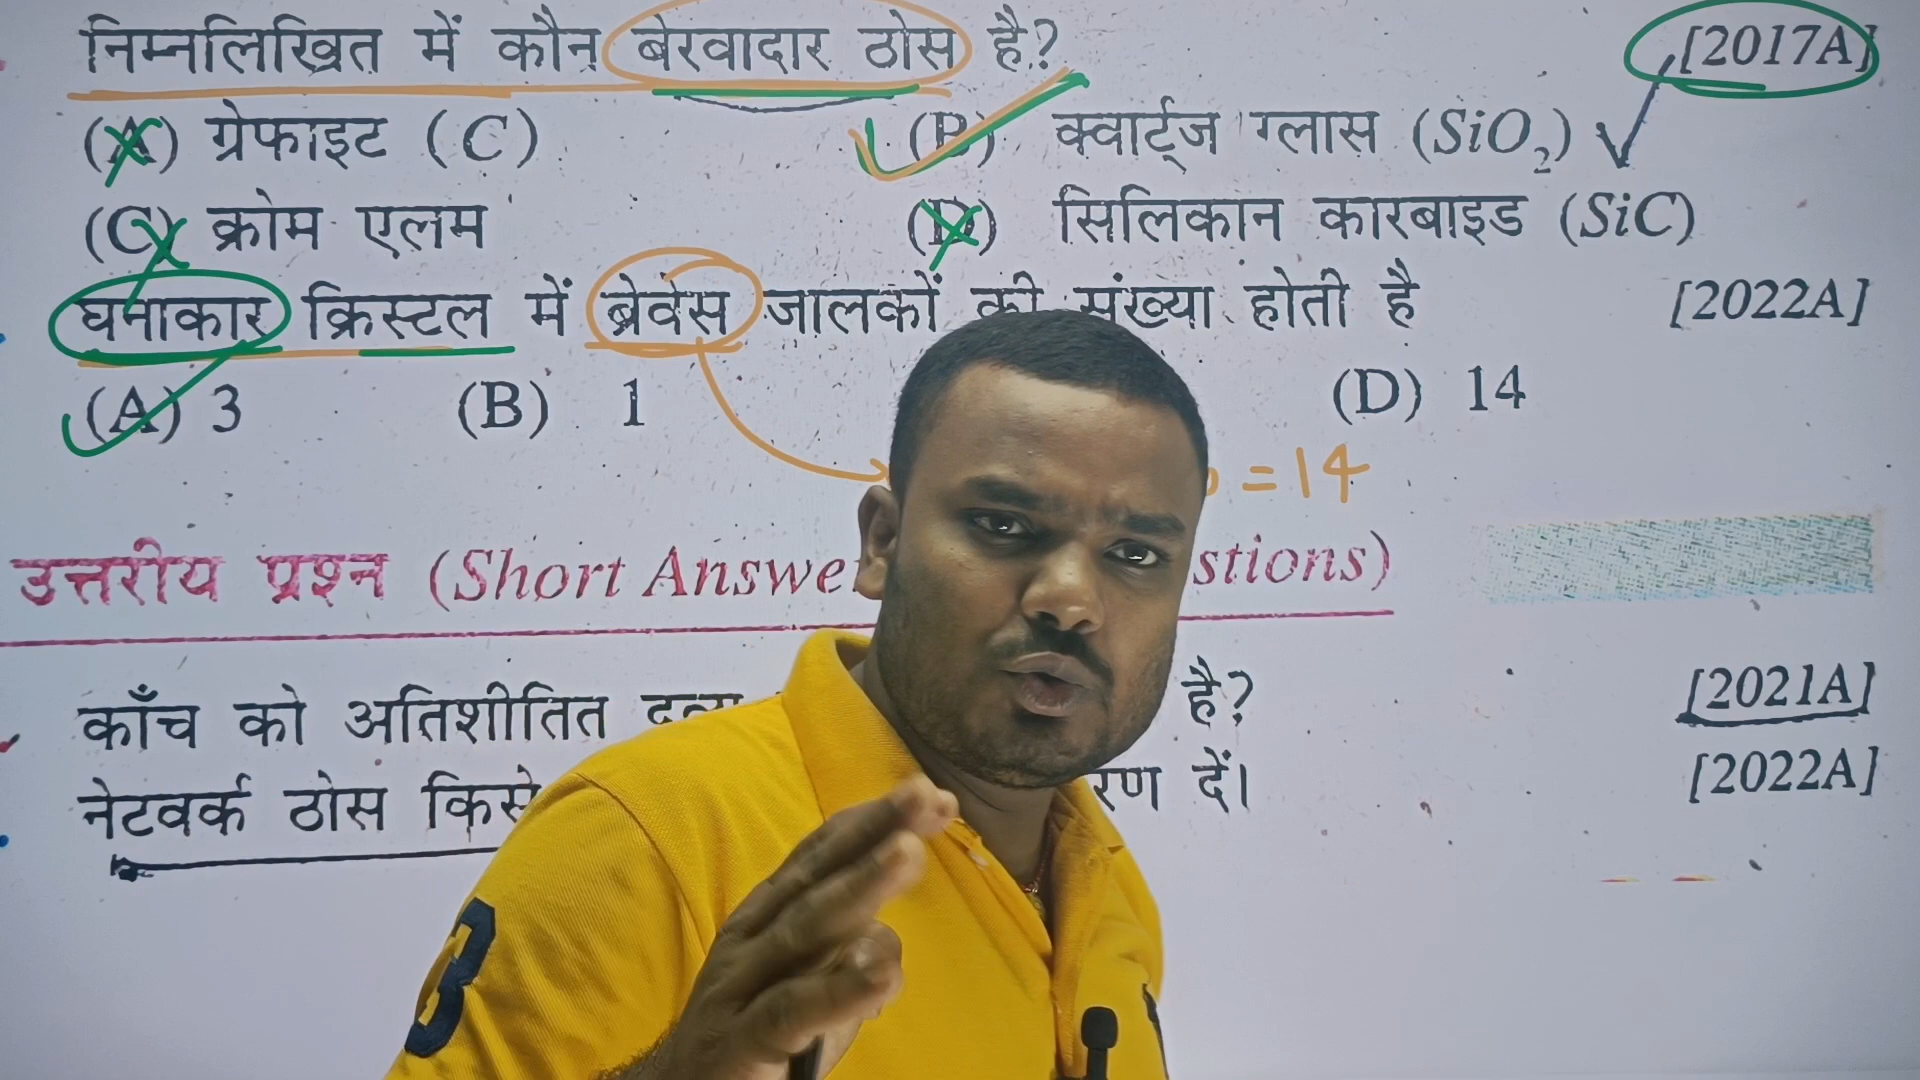 निम्नलिखित में कौन बेरवादार ठोस है? [2017A]
(A) ग्रेफाइट (C) (B) क्वार्ट्ज ग्लास (SiO₂)
(C) क्रोम एलम (D) सिलिकान कारबाइड (SiC)
घनाकार क्रिस्टल में ब्रेवेस जालकों की संख्या होती है [2022A]
(A) 3 (B) 1 (D) 14
= 14
उत्तरीय प्रश्न (Short Answe stions)
काँच को अतिशीतित है? [2021A]
नेटवर्क ठोस किसे दें। [2022A]
3